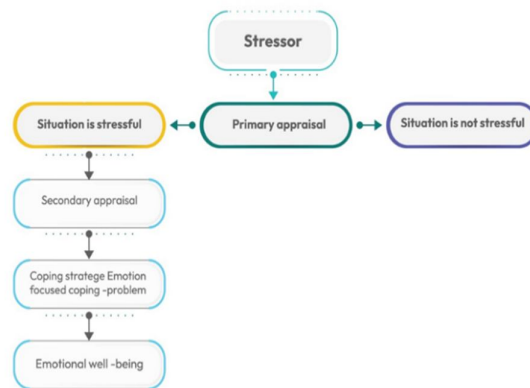 Stressor
Situation is stressful
Primary appraisal
Situation is not stressful
Secondary appraisal
Coping stratege Emotion
focused coping -problem
Emotional well -being